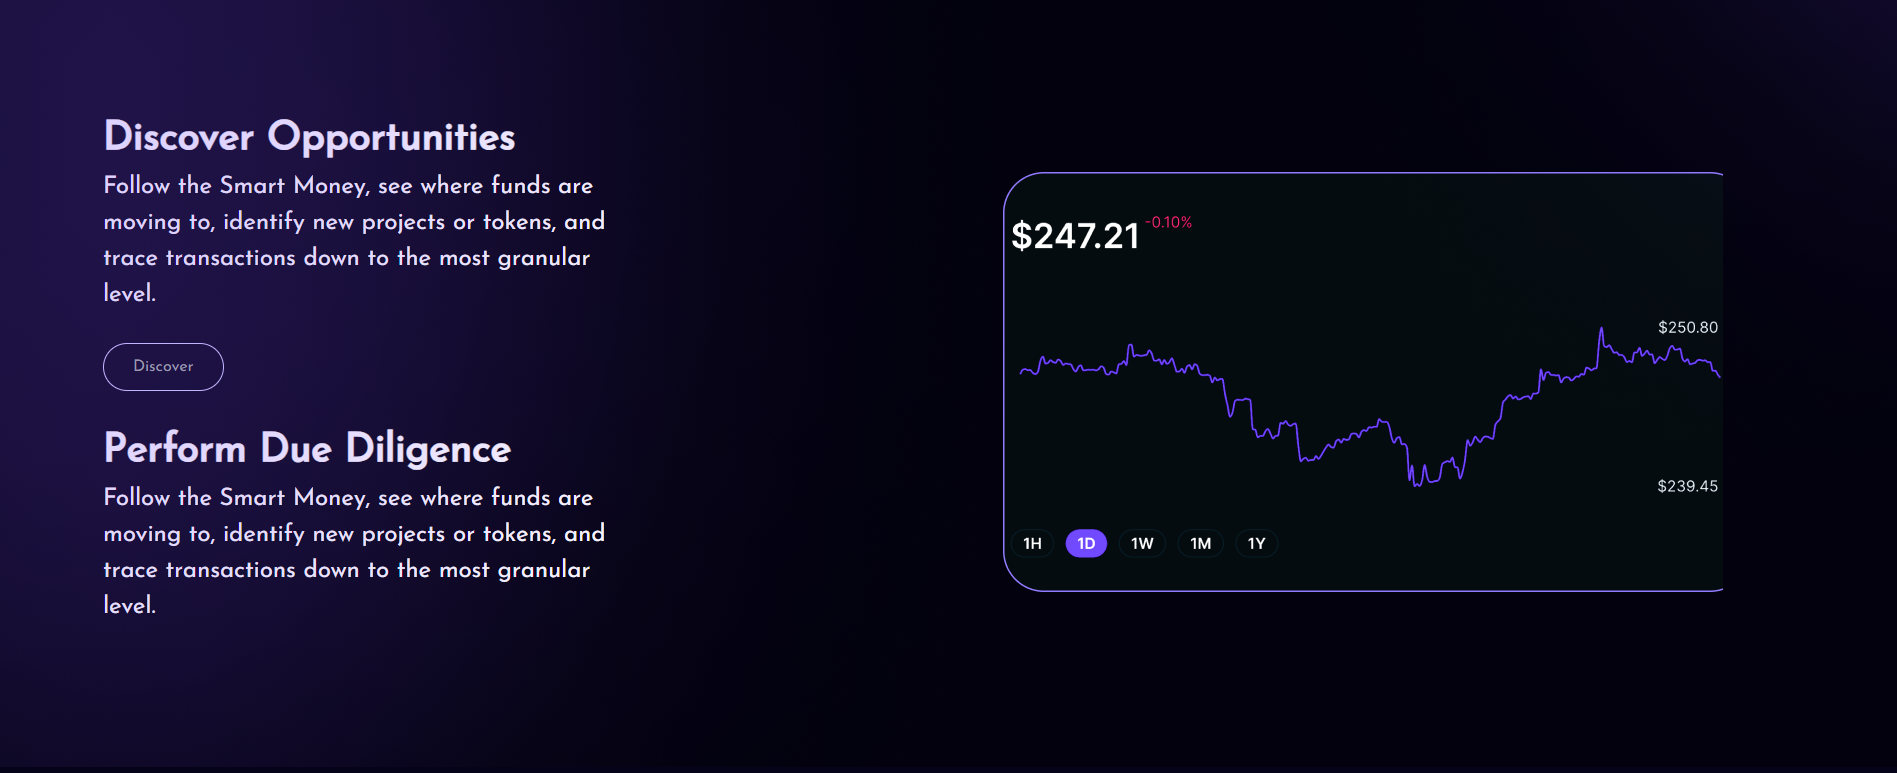 Discover Opportunities
Follow the Smart Money, see where funds are
moving to, identify new projects or tokens, and
trace transactions down to the most granular
level.
Discover
Perform Due Diligence
Follow the Smart Money, see where funds are
moving to, identify new projects or tokens, and
trace transactions down to the most granular
level.
$247.21 -0.10%
$250.80
$239.45
1H 1D 1W 1M 1Y